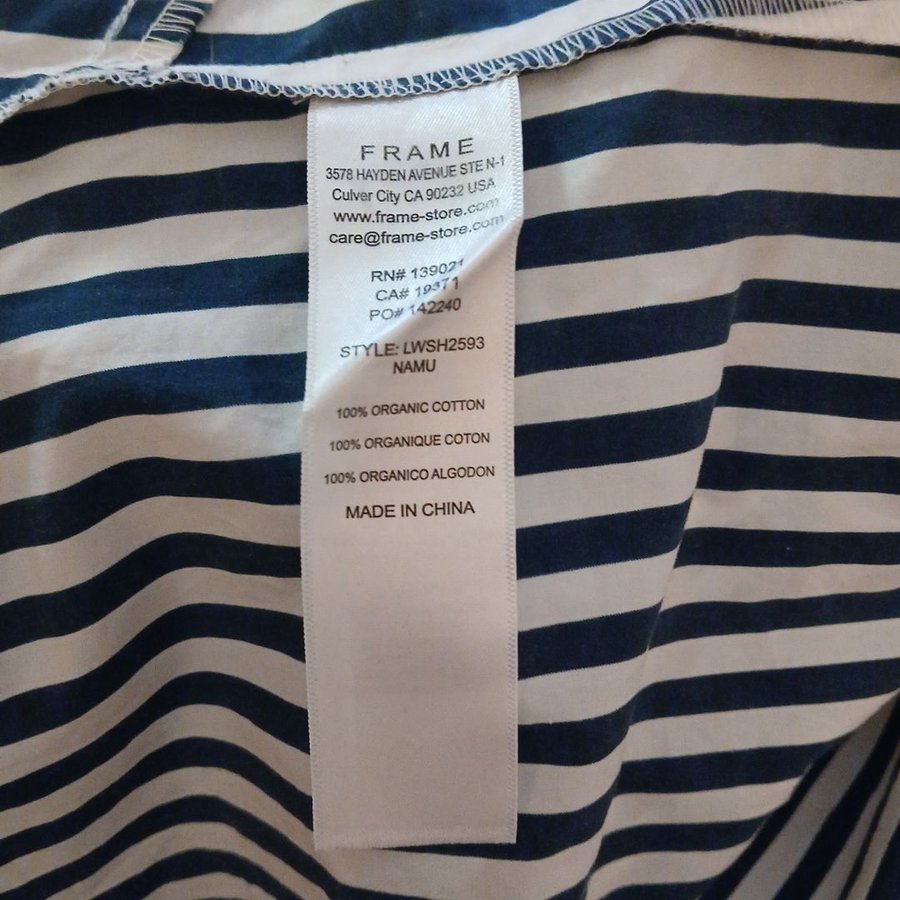 FRAME
3578 HAYDEN AVENUE STE N-1
Culver City CA 90232 USA
www.frame-store.com
care@frame-store.com
RN# 139021
CA# 19371
PO# 142240
STYLE: LWSH2593
NAMU
100% ORGANIC COTTON
100% ORGANIQUE COTON
100% ORGANICO ALGODON
MADE IN CHINA